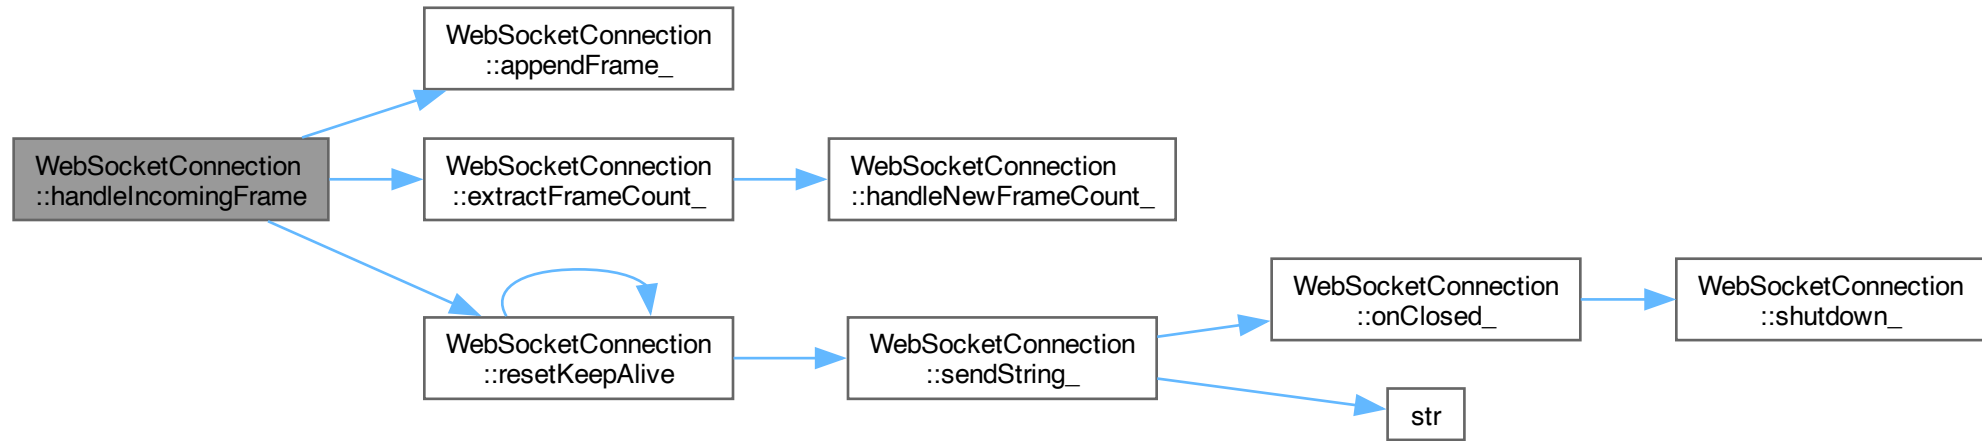 WebSocketConnection
::appendFrame_
WebSocketConnection
::handleIncomingFrame
WebSocketConnection
::extractFrameCount_
WebSocketConnection
::handleNewFrameCount_
WebSocketConnection
::resetKeepAlive
WebSocketConnection
::sendString_
WebSocketConnection
::onClosed_
WebSocketConnection
::shutdown_
str